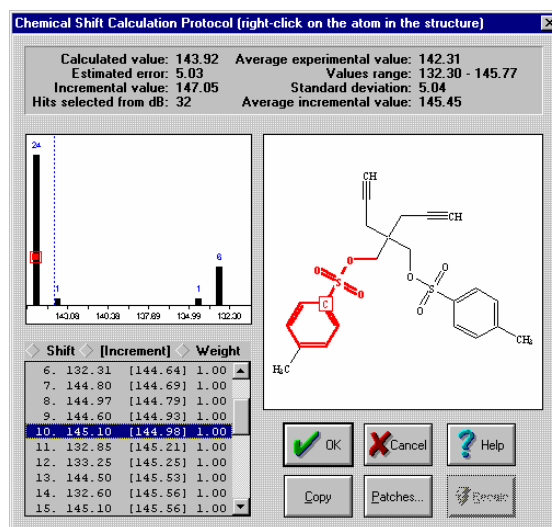 Chemical Shift Calculation Protocol (right-click on the atom in the structure)
Calculated value: 143.92 Average experimental value: 142.31
Estimated error: 5.03 Values range: 132.30 - 145.77
Incremental value: 147.05 Standard deviation: 5.04
Hits selected from dB: 32 Average incremental value: 145.45
24
1
1
6
143.08 140.38 137.69 134.99 132.30
CH
CH
O
O
O
S
O
O
S
O
C
CH₃
H₃C
Shift [Increment] Weight
6. 132.31 [144.64] 1.00
7. 144.80 [144.69] 1.00
8. 144.97 [144.79] 1.00
9. 144.60 [144.93] 1.00
10. 145.10 [144.98] 1.00
11. 132.85 [145.21] 1.00
12. 133.25 [145.25] 1.00
13. 144.50 [145.53] 1.00
14. 132.60 [145.56] 1.00
15. 145.10 [145.56] 1.00
OK
Cancel
? Help
Copy
Patches...
Recalc